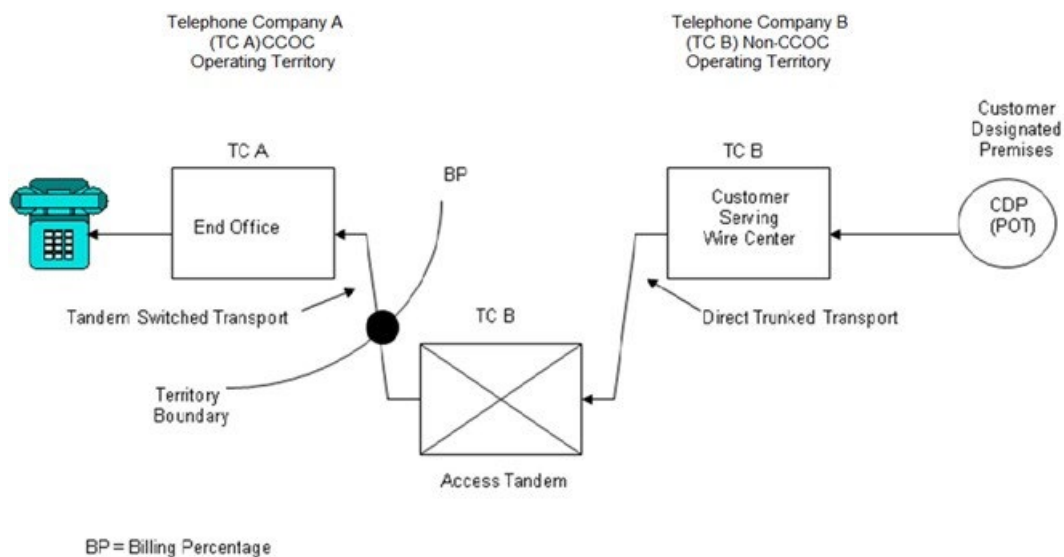 Telephone Company A
(TC A)CCOC
Operating Territory
Telephone Company B
(TC B) Non-CCOC
Operating Territory
Customer
Designated
Premises
TC A
BP
TC B
End Office
Customer
Serving
Wire Center
CDP
(POT)
Tandem Switched Transport
TC B
Direct Trunked Transport
Territory
Boundary
Access Tandem
BP = Billing Percentage